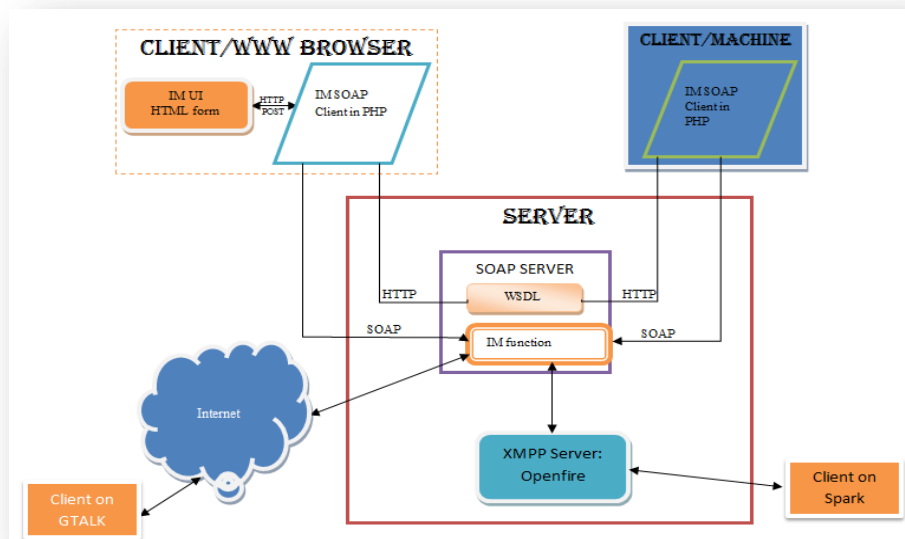 CLIENT/WWW BROWSER
IM UI
HTML form
HTTP
POST
IM SOAP
Client in PHP
CLIENT/MACHINE
IM SOAP
Client in
PHP
SERVER
SOAP SERVER
HTTP
WSDL
HTTP
SOAP
IM function
SOAP
Internet
XMPP Server:
Openfire
Client on
GTALK
Client on
Spark